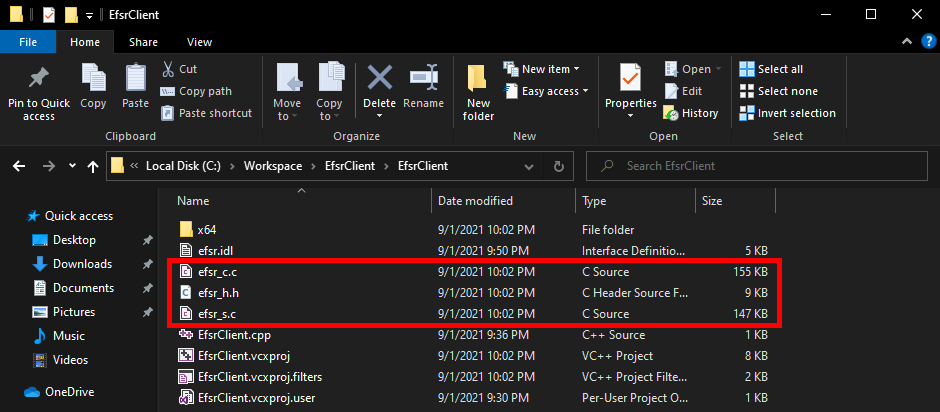 EfsrClient
File Home Share View
Pin to Quick access
Copy
Paste
Cut
Copy path
Paste shortcut
Clipboard
Move to
Copy to
Delete
Rename
Organize
New folder
New item
Easy access
New
Properties
Open
Edit
History
Open
Select all
Select none
Invert selection
Select
« Local Disk (C:) > Workspace > EfsrClient > EfsrClient
Search EfsrClient
Quick access
Desktop
Downloads
Documents
Pictures
Music
Videos
OneDrive
Name Date modified Type Size
x64 9/1/2021 10:02 PM File folder
efsr.idl 9/1/2021 9:50 PM Interface Definitio... 5 KB
efsr_c.c 9/1/2021 10:02 PM C Source 155 KB
efsr_h.h 9/1/2021 10:02 PM C Header Source F... 9 KB
efsr_s.c 9/1/2021 10:02 PM C Source 147 KB
EfsrClient.cpp 9/1/2021 9:36 PM C++ Source 1 KB
EfsrClient.vcxproj 9/1/2021 10:02 PM VC++ Project 8 KB
EfsrClient.vcxproj.filters 9/1/2021 10:02 PM VC++ Project Filte... 2 KB
EfsrClient.vcxproj.user 9/1/2021 9:30 PM Per-User Project O... 1 KB